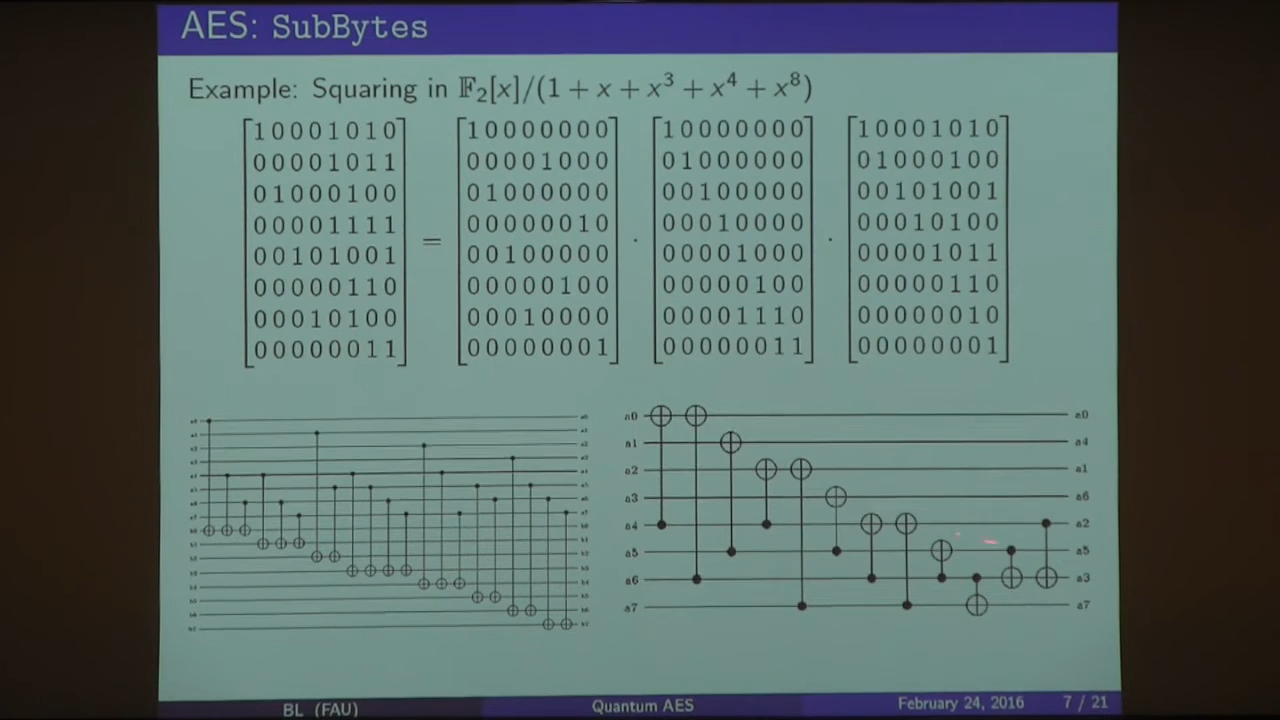 AES: SubBytes
Example: Squaring in 𝔽₂[x]/(1 + x + x³ + x⁴ + x⁸)
10001010 10000000 10000000 10001010
00001011 00001000 01000000 01000100
01000100 01000000 00100000 00101001
00001111 = 00000010 · 00010000 · 00010100
00101001 00100000 00001000 00001011
00000110 00000100 00000100 00000110
00010100 00010000 00001110 00000010
00000011 00000001 00000011 00000001
a0 a0
a1 a4
a2 a1
a3 a6
a4 a2
a5 a5
a6 a3
a7 a7
BL (FAU) Quantum AES February 24, 2016 7 / 21